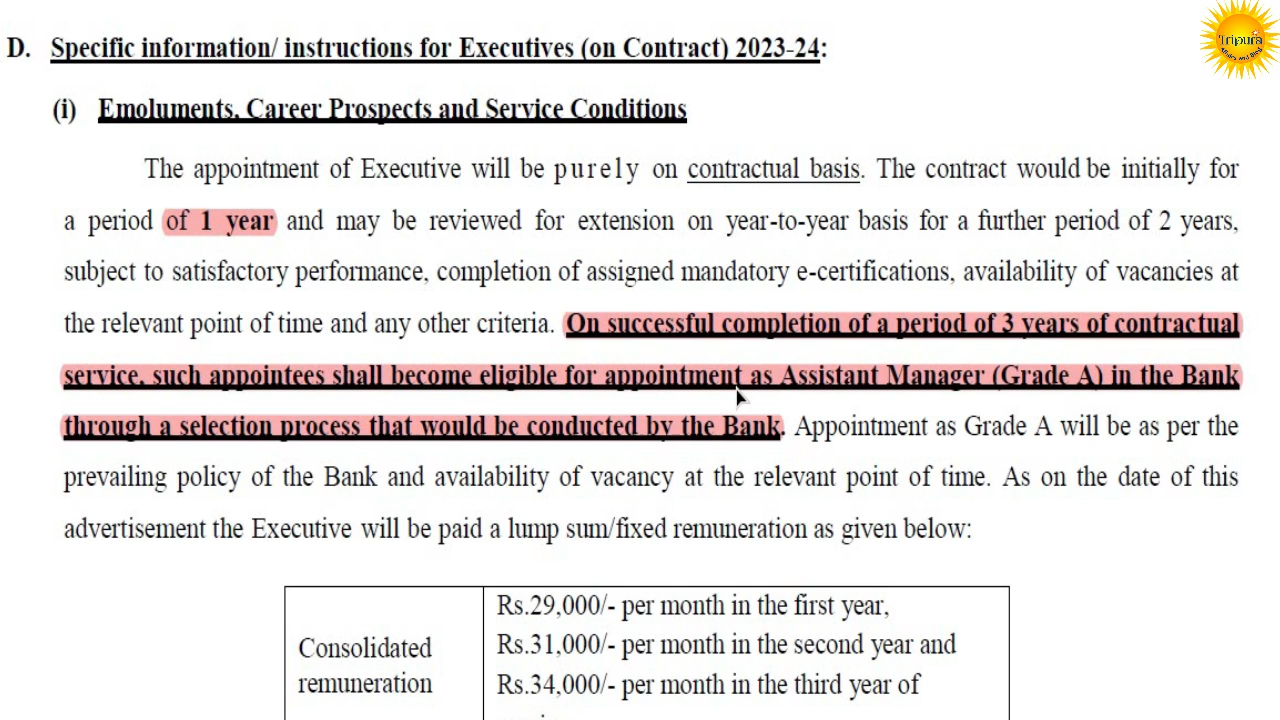 Tripura
D. Specific information/ instructions for Executives (on Contract) 2023-24:
(i) Emoluments, Career Prospects and Service Conditions
The appointment of Executive will be purely on contractual basis. The contract would be initially for
a period of 1 year and may be reviewed for extension on year-to-year basis for a further period of 2 years,
subject to satisfactory performance, completion of assigned mandatory e-certifications, availability of vacancies at
the relevant point of time and any other criteria. On successful completion of a period of 3 years of contractual
service, such appointees shall become eligible for appointment as Assistant Manager (Grade A) in the Bank
through a selection process that would be conducted by the Bank. Appointment as Grade A will be as per the
prevailing policy of the Bank and availability of vacancy at the relevant point of time. As on the date of this
advertisement the Executive will be paid a lump sum/fixed remuneration as given below:
Consolidated
remuneration
Rs.29,000/- per month in the first year,
Rs.31,000/- per month in the second year and
Rs.34,000/- per month in the third year of